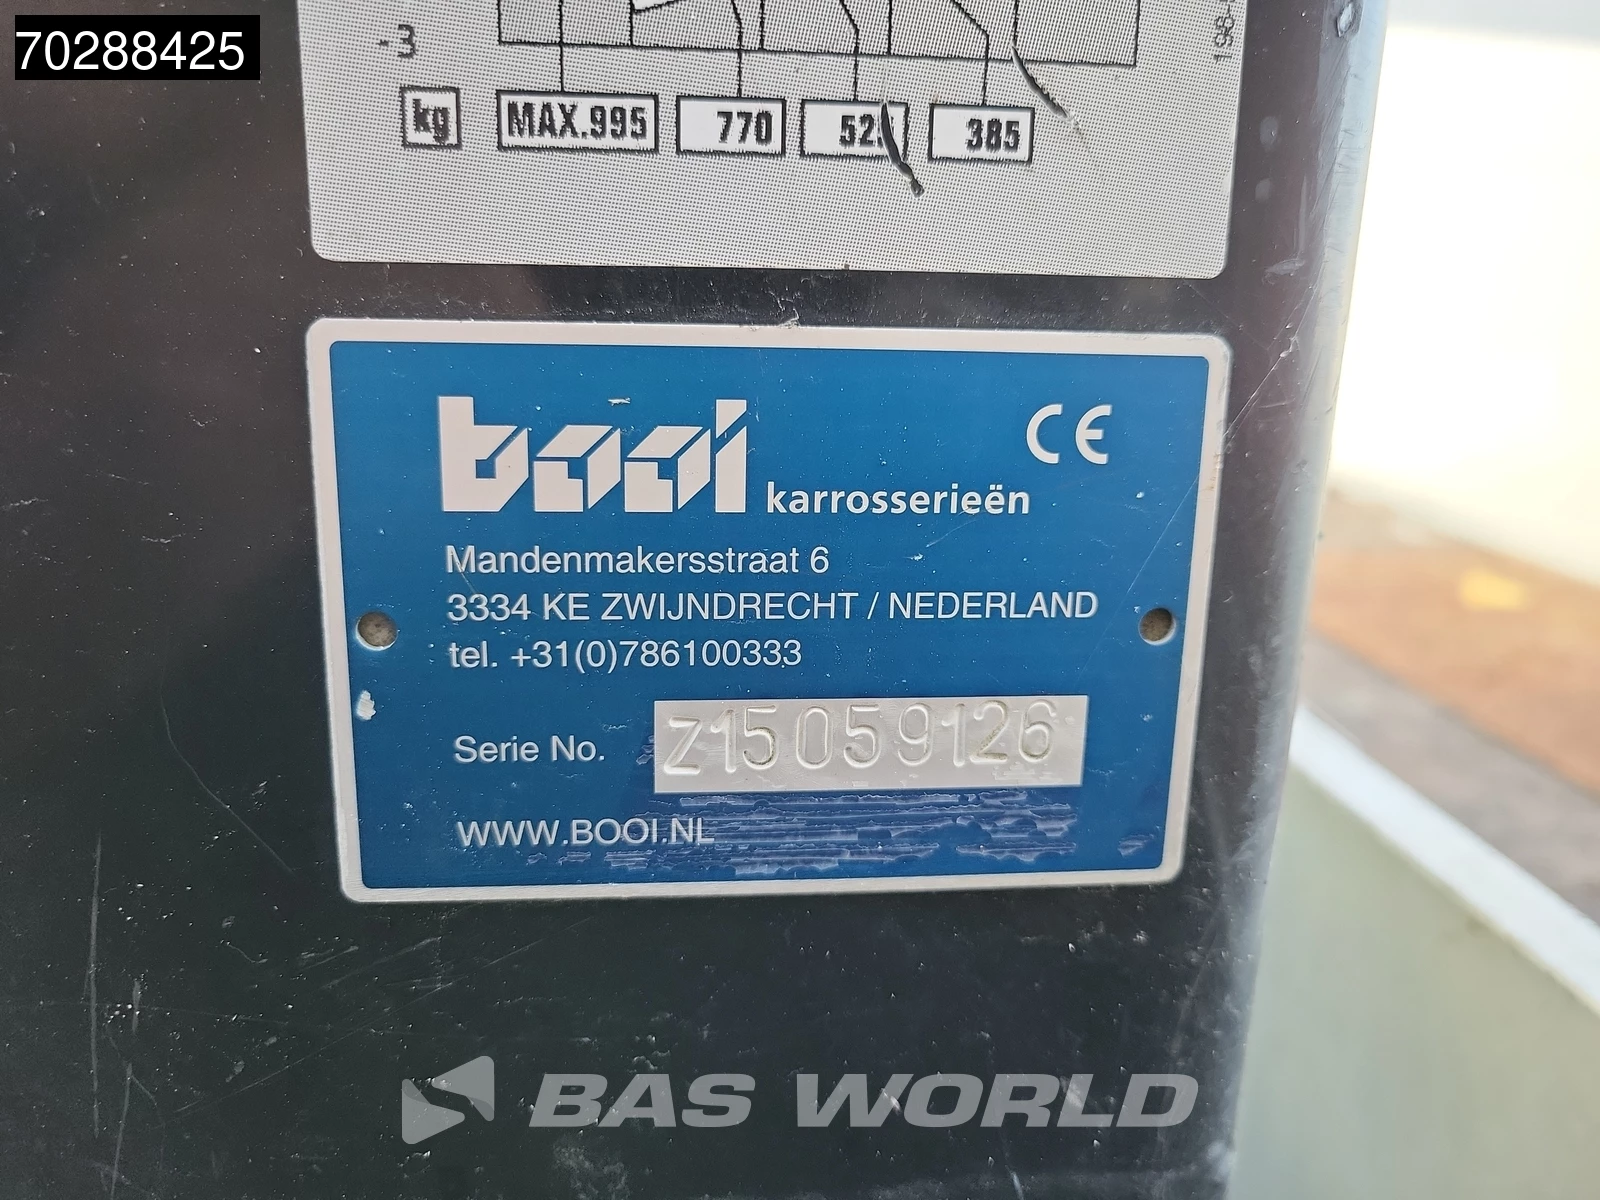 70288425
-3
kg MAX.995 770 385
booi karrosserieën CE
Mandenmakersstraat 6
3334 KE ZWIJNDRECHT / NEDERLAND
tel. +31(0)786100333
Serie No. Z15059126
WWW.BOOI.NL
BAS WORLD